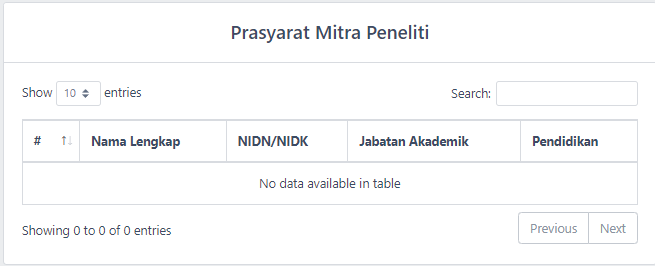 Prasyarat Mitra Peneliti
Show 10 entries Search:
# Nama Lengkap NIDN/NIDK Jabatan Akademik Pendidikan
No data available in table
Showing 0 to 0 of 0 entries Previous Next